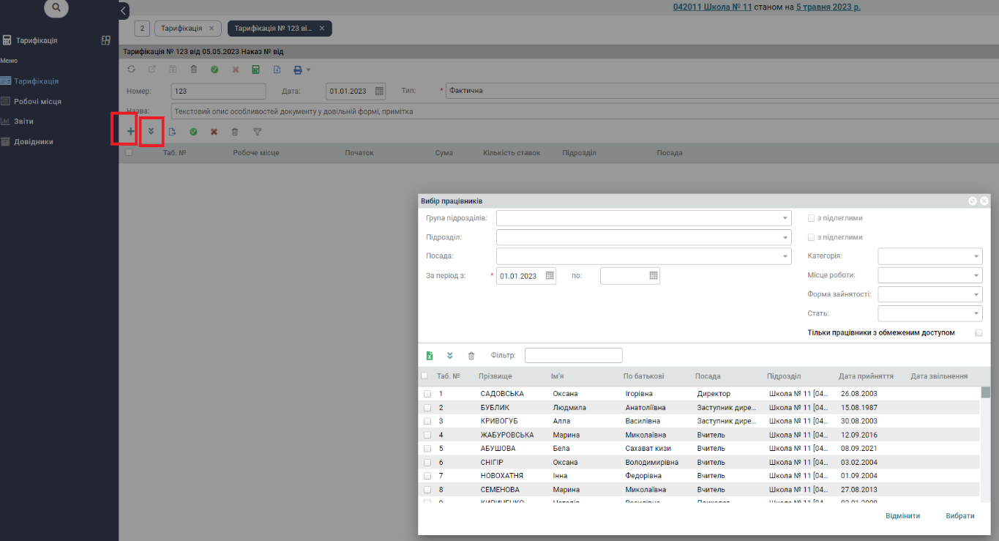 042011 Школа № 11 станом на 5 травня 2023 р.
2 Тарифікація × Тарифікація № 123 ві... ×
Тарифікація
Меню
Тарифікація
Робочі місця
Звіти
Довідники
Тарифікація № 123 від 05.05.2023 Наказ № від
Номер: 123 Дата: 01.01.2023 Тип: * Фактична
Назва: Текстовий опис особливостей документу у довільній формі, примітка
Таб. № Робоче місце Початок Сума Кількість ставок Підрозділ Посада
Вибір працівників
Група підрозділів: з підлеглими
Підрозділ: з підлеглими
Посада: Категорія:
За період з: * 01.01.2023 по: Місце роботи:
Форма зайнятості:
Стать:
Тільки працівники з обмеженим доступом
Фільтр:
Таб. № Прізвище Ім'я По батькові Посада Підрозділ Дата прийняття Дата звільнення
1 САДОВСЬКА Оксана Ігорівна Директор Школа № 11 [04... 26.08.2003
2 БУБЛИК Людмила Анатоліївна Заступник дире... Школа № 11 [04... 15.08.1987
3 КРИВОГУБ Алла Василівна Заступник дире... Школа № 11 [04... 30.08.2003
4 ЖАБУРОВСЬКА Марина Миколаївна Вчитель Школа № 11 [04... 12.09.2016
5 АБУШОВА Бела Сахават кизи Вчитель Школа № 11 [04... 08.09.2021
6 СНІГІР Оксана Володимирівна Вчитель Школа № 11 [04... 03.02.2004
7 НОВОХАТНЯ Інна Федорівна Вчитель Школа № 11 [04... 01.09.2004
8 СЕМЕНОВА Марина Миколаївна Вчитель Школа № 11 [04... 27.08.2013
Відмінити Вибрати